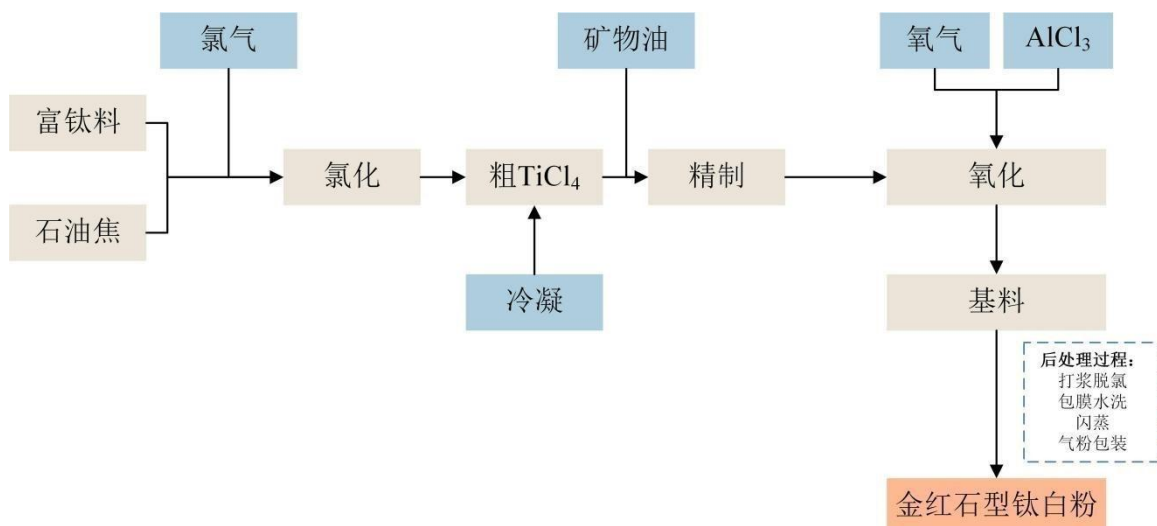 氯气
矿物油
氧气
AlCl₃
富钛料
石油焦
氯化
粗TiCl₄
精制
氧化
冷凝
基料
后处理过程：
打浆脱氯
包膜水洗
闪蒸
气粉包装
金红石型钛白粉